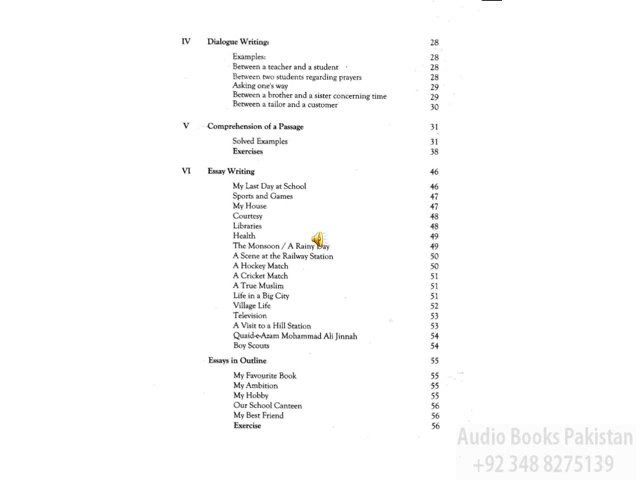 IV Dialogue Writing: 28
Examples: 28
Between a teacher and a student 28
Between two students regarding prayers 28
Asking one's way 29
Between a brother and a sister concerning time 29
Between a tailor and a customer 30
V Comprehension of a Passage 31
Solved Examples 31
Exercises 38
VI Essay Writing 46
My Last Day at School 46
Sports and Games 47
My House 47
Courtesy 48
Libraries 48
Health 49
The Monsoon / A Rainy Day 49
A Scene at the Railway Station 50
A Hockey Match 50
A Cricket Match 51
A True Muslim 51
Life in a Big City 51
Village Life 52
Television 53
A Visit to a Hill Station 53
Quaid-e-Azam Mohammad Ali Jinnah 54
Boy Scouts 54
Essays in Outline 55
My Favourite Book 55
My Ambition 55
My Hobby 55
Our School Canteen 56
My Best Friend 56
Exercise 56
Audio Books Pakistan
+92 348 8275139